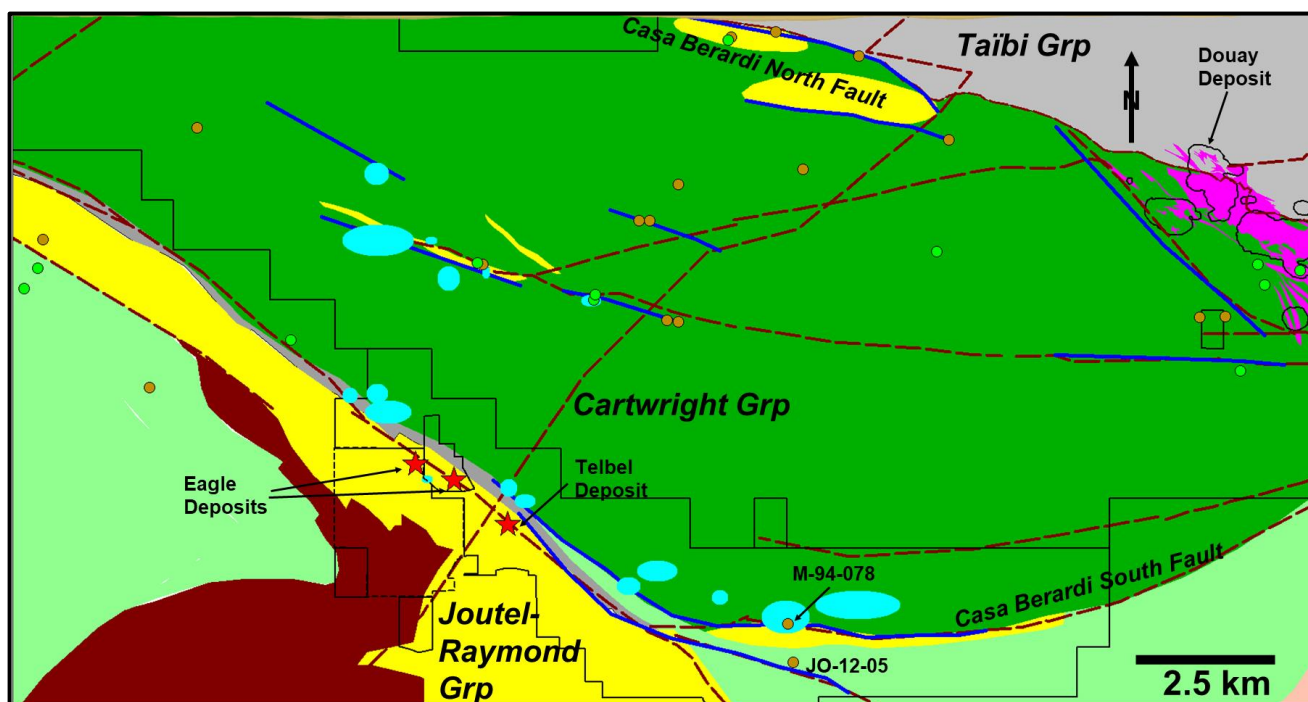 Casa Berardi North Fault
Taïbi Grp
Douay
Deposit
N
Cartwright Grp
Eagle
Deposits
Telbel
Deposit
M-94-078
Casa Berardi South Fault
Joutel-
Raymond
Grp
JO-12-05
2.5 km